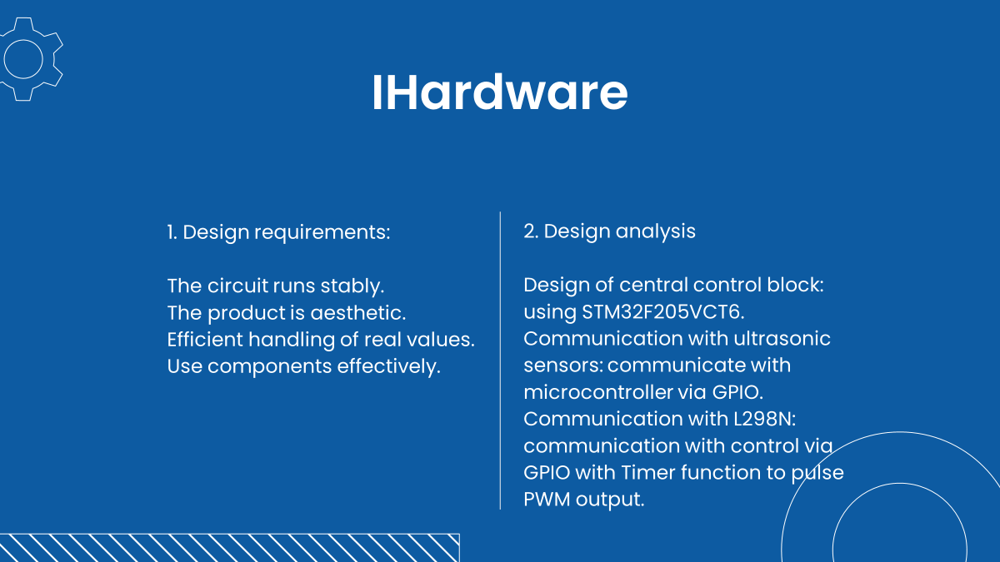 IHardware
1. Design requirements:
The circuit runs stably.
The product is aesthetic.
Efficient handling of real values.
Use components effectively.
2. Design analysis
Design of central control block:
using STM32F205VCT6.
Communication with ultrasonic
sensors: communicate with
microcontroller via GPIO.
Communication with L298N:
communication with control via
GPIO with Timer function to pulse
PWM output.